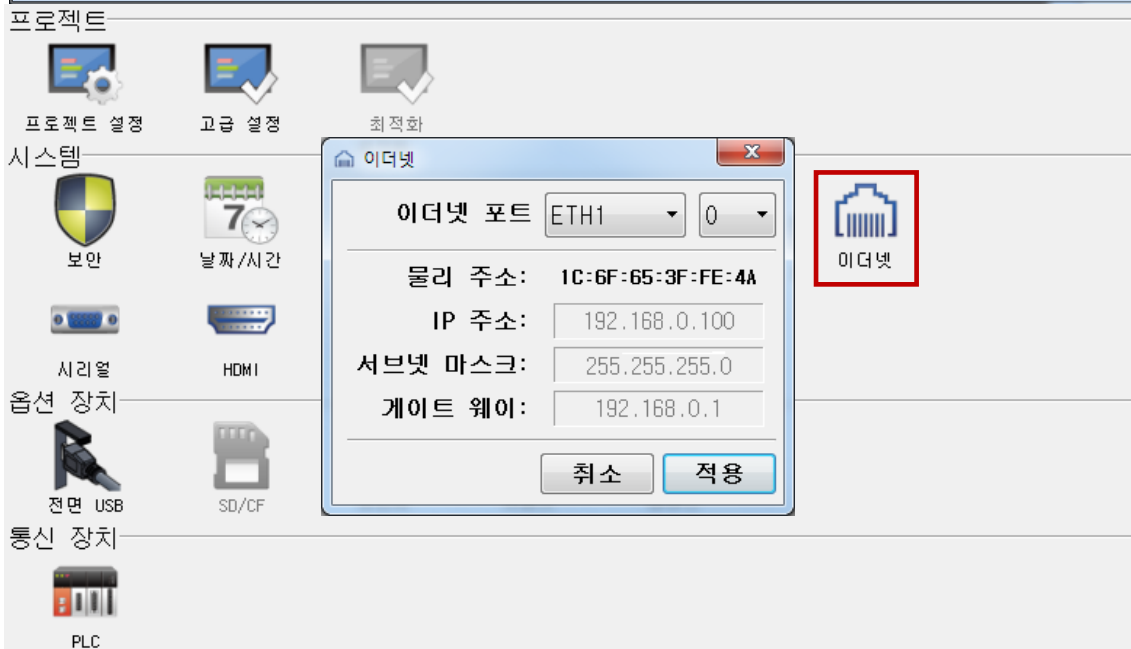 프로젝트
프로젝트 설정
고급 설정
최적화
시스템
보안
7
날짜/시간
이더넷
시리얼
HDMI
옵션 장치
전면 USB
SD/CF
통신 장치
PLC
이더넷
이더넷 포트 ETH1 0
물리 주소: 1C:6F:65:3F:FE:4A
IP 주소: 192.168.0.100
서브넷 마스크: 255.255.255.0
게이트 웨이: 192.168.0.1
취소 적용